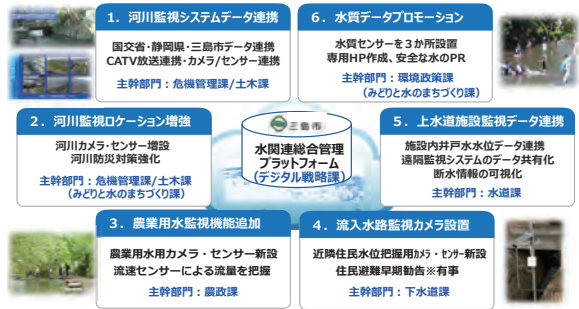 1．河川監視システムデータ連携
国交省・静岡県・三島市データ連携
CATV放送連携・カメラ/センサー連携
主幹部門：危機管理課/土木課
6．水質データプロモーション
水質センサーを３か所設置
専用HP作成、安全な水のPR
主幹部門：環境政策課
（みどりと水のまちづくり課）
2．河川監視ロケーション増強
河川カメラ・センサー増設
河川防災対策強化
主幹部門：危機管理課/土木課
（みどりと水のまちづくり課）
三島市
水関連総合管理
プラットフォーム
（デジタル戦略課）
5．上水道施設監視データ連携
施設内井戸水水位データ連携
遠隔監視システムのデータ共有化
断水情報の可視化
主幹部門：水道課
3．農業用水監視機能追加
農業用水用カメラ・センサー新設
流速センサーによる流量を把握
主幹部門：農政課
4．流入水路監視カメラ設置
近隣住民水位把握用カメラ・センサー新設
住民避難早期勧告※有事
主幹部門：下水道課